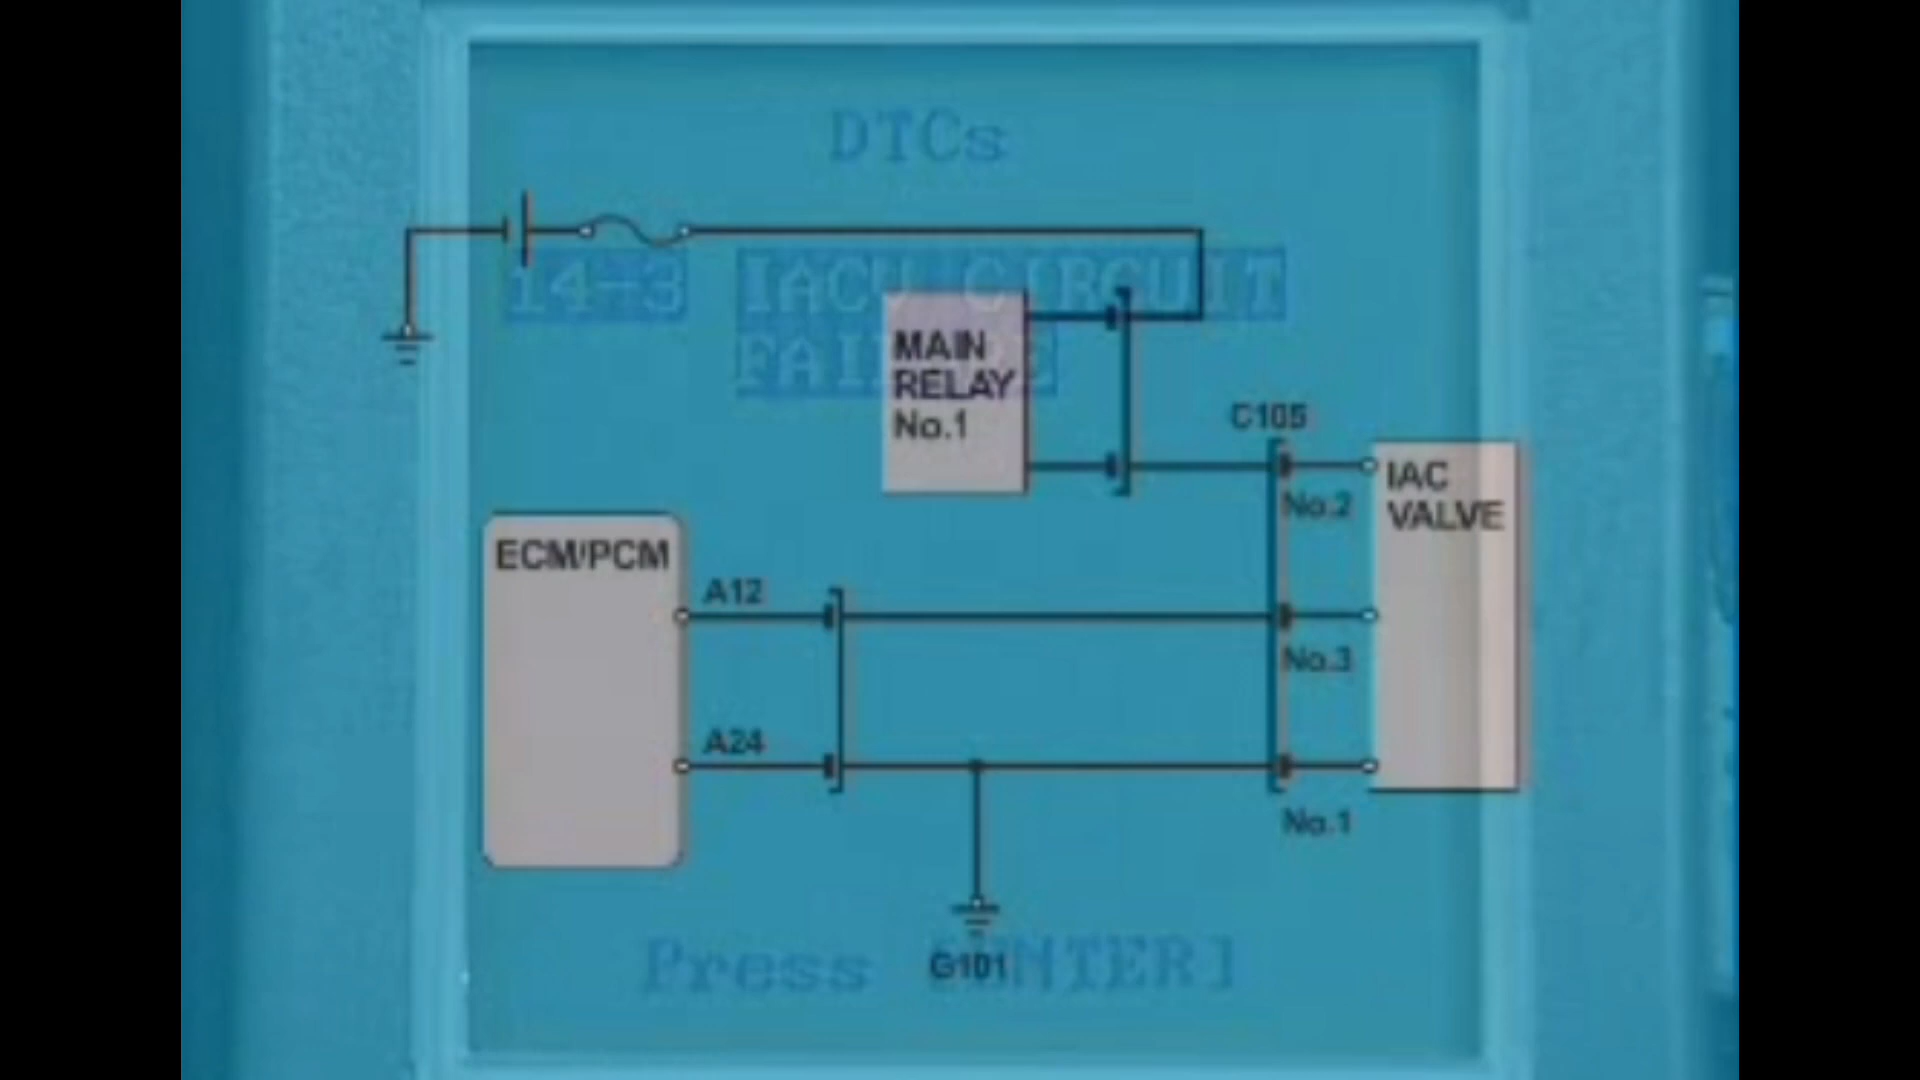 DTCs
14-3 IACV CIRCUIT
MAIN
RELAY
No.1
C105
IAC
VALVE
No.2
ECM/PCM
A12
No.3
A24
No.1
Press
G101